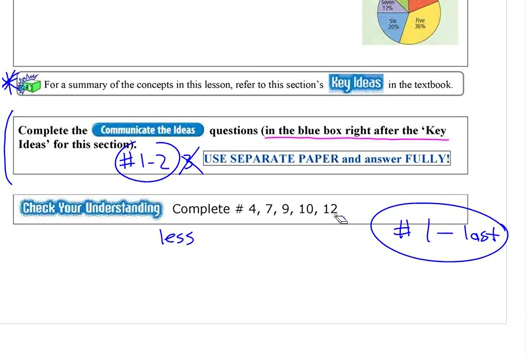 Seven
12%
Six
20%
Five
36%
For a summary of the concepts in this lesson, refer to this section's Key Ideas in the textbook.
Complete the Communicate the Ideas questions (in the blue box right after the 'Key
Ideas' for this section).
#1-2 3
USE SEPARATE PAPER and answer FULLY!
Check Your Understanding Complete # 4, 7, 9, 10, 12
less
# 1 - last